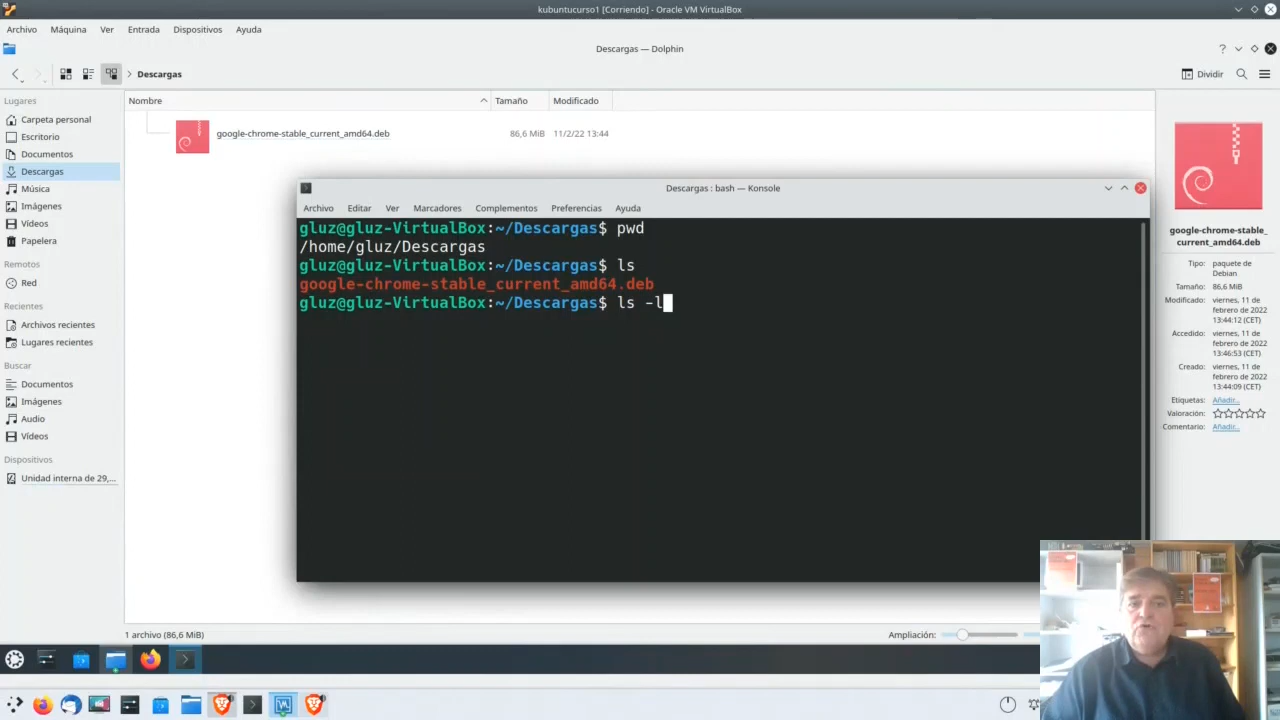 kubuntucurso1 [Corriendo] - Oracle VM VirtualBox
Archivo Máquina Ver Entrada Dispositivos Ayuda
Descargas — Dolphin
Descargas
Dividir
Lugares
Carpeta personal
Escritorio
Documentos
Descargas
Música
Imágenes
Vídeos
Papelera
Remotos
Red
Recientes
Archivos recientes
Lugares recientes
Buscar
Documentos
Imágenes
Audio
Vídeos
Dispositivos
Unidad interna de 29,...
Nombre Tamaño Modificado
google-chrome-stable_current_amd64.deb 86,6 MiB 11/2/22 13:44
Descargas : bash — Konsole
Archivo Editar Ver Marcadores Complementos Preferencias Ayuda
gluz@gluz-VirtualBox:~/Descargas$ pwd
/home/gluz/Descargas
gluz@gluz-VirtualBox:~/Descargas$ ls
google-chrome-stable_current_amd64.deb
gluz@gluz-VirtualBox:~/Descargas$ ls -l
google-chrome-stable_
current_amd64.deb
Tipo: paquete de
Debian
Tamaño: 86,6 MiB
Modificado: viernes, 11 de
febrero de 2022
13:44:12 (CET)
Accedido: viernes, 11 de
febrero de 2022
13:46:53 (CET)
Creado: viernes, 11 de
febrero de 2022
13:44:09 (CET)
Etiquetas: Añadir...
Valoración:
Comentario: Añadir...
1 archivo (86,6 MiB)
Ampliación: